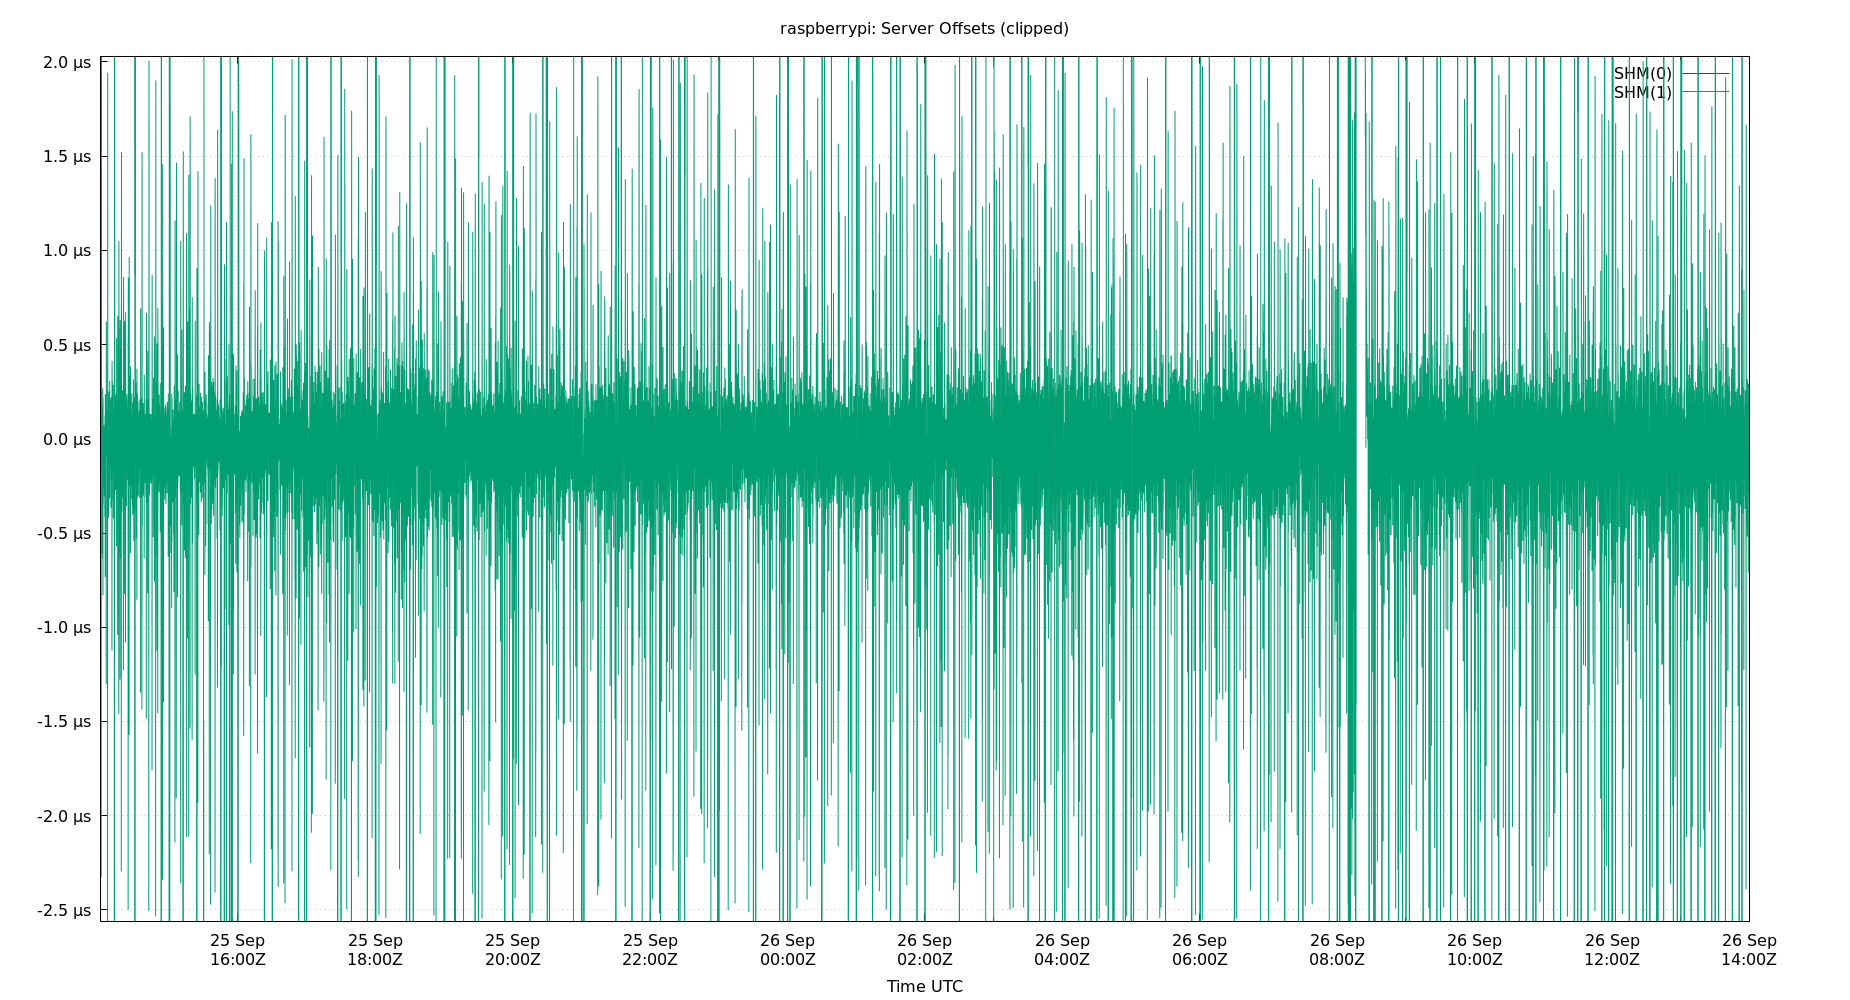 raspberrypi: Server Offsets (clipped)
2.0 µs
1.5 µs
1.0 µs
0.5 µs
0.0 µs
-0.5 µs
-1.0 µs
-1.5 µs
-2.0 µs
-2.5 µs
SHM(0)
SHM(1)
25 Sep 25 Sep 25 Sep 25 Sep 26 Sep 26 Sep 26 Sep 26 Sep 26 Sep 26 Sep 26 Sep 26 Sep
16:00Z 18:00Z 20:00Z 22:00Z 00:00Z 02:00Z 04:00Z 06:00Z 08:00Z 10:00Z 12:00Z 14:00Z
Time UTC